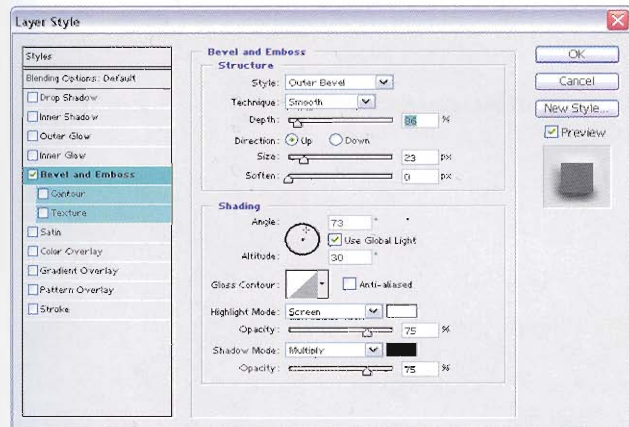 Layer Style
Styles
Blending Options: Default
Drop Shadow
Inner Shadow
Outer Glow
Inner Glow
Bevel and Emboss
Contour
Texture
Satin
Color Overlay
Gradient Overlay
Pattern Overlay
Stroke
Bevel and Emboss
Structure
Style: Outer Bevel
Technique: Smooth
Depth: 96 %
Direction: Up Down
Size: 23 px
Soften: 0 px
Shading
Angle: 73 °
Use Global Light
Altitude: 30 °
Gloss Contour: Anti-aliased
Highlight Mode: Screen
Opacity: 75 %
Shadow Mode: Multiply
Opacity: 75 %
OK
Cancel
New Style...
Preview